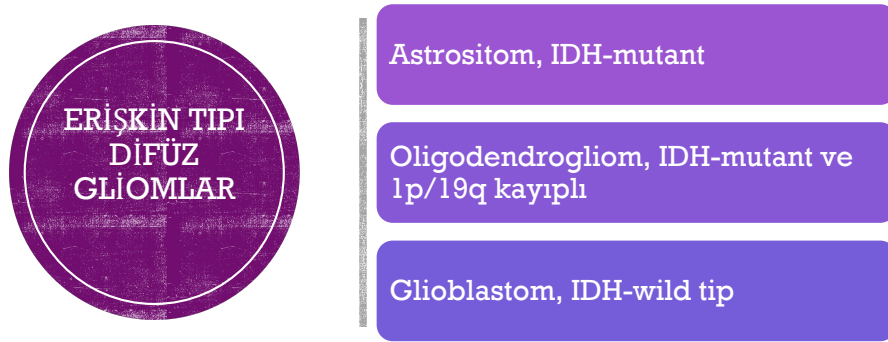 ERİŞKİN TIPI
DİFÜZ
GLİOMLAR
Astrositom, IDH-mutant
Oligodendrogliom, IDH-mutant ve
1p/19q kayıplı
Glioblastom, IDH-wild tip